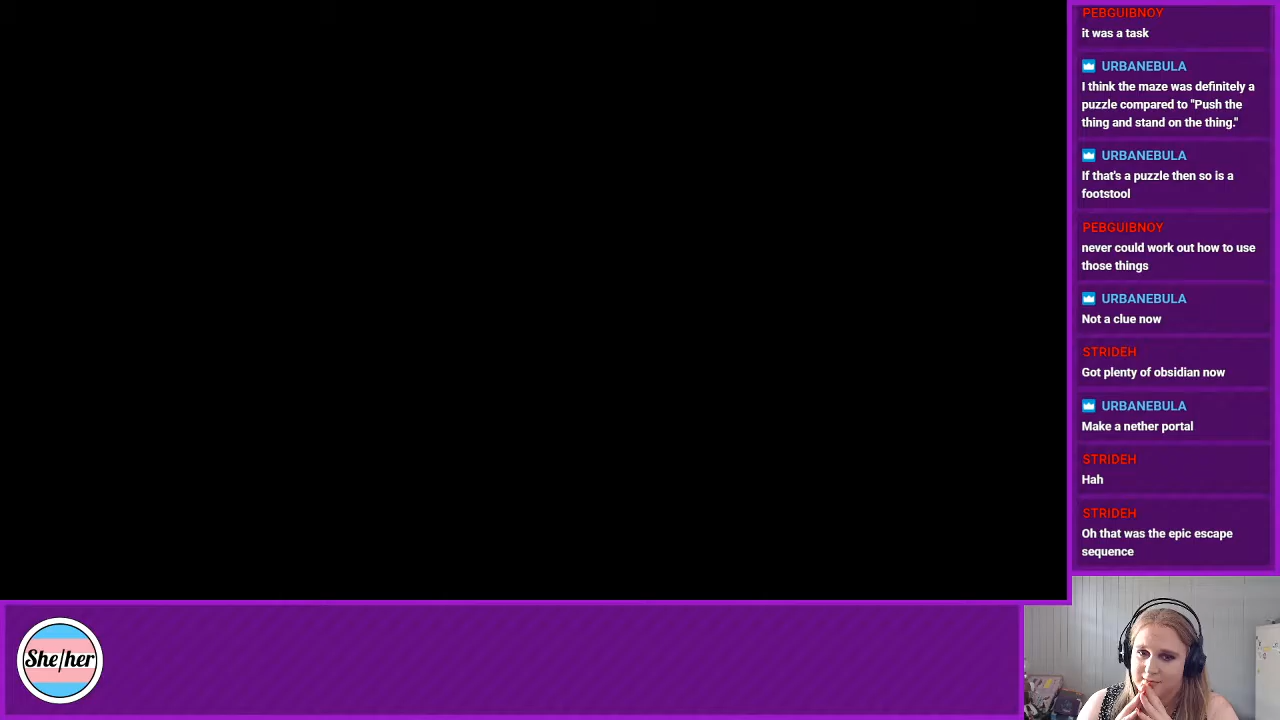 PEBGUIBNOY
it was a task
URBANEBULA
I think the maze was definitely a
puzzle compared to "Push the
thing and stand on the thing."
URBANEBULA
If that's a puzzle then so is a
footstool
PEBGUIBNOY
never could work out how to use
those things
URBANEBULA
Not a clue now
STRIDEH
Got plenty of obsidian now
URBANEBULA
Make a nether portal
STRIDEH
Hah
STRIDEH
Oh that was the epic escape
sequence
She/her